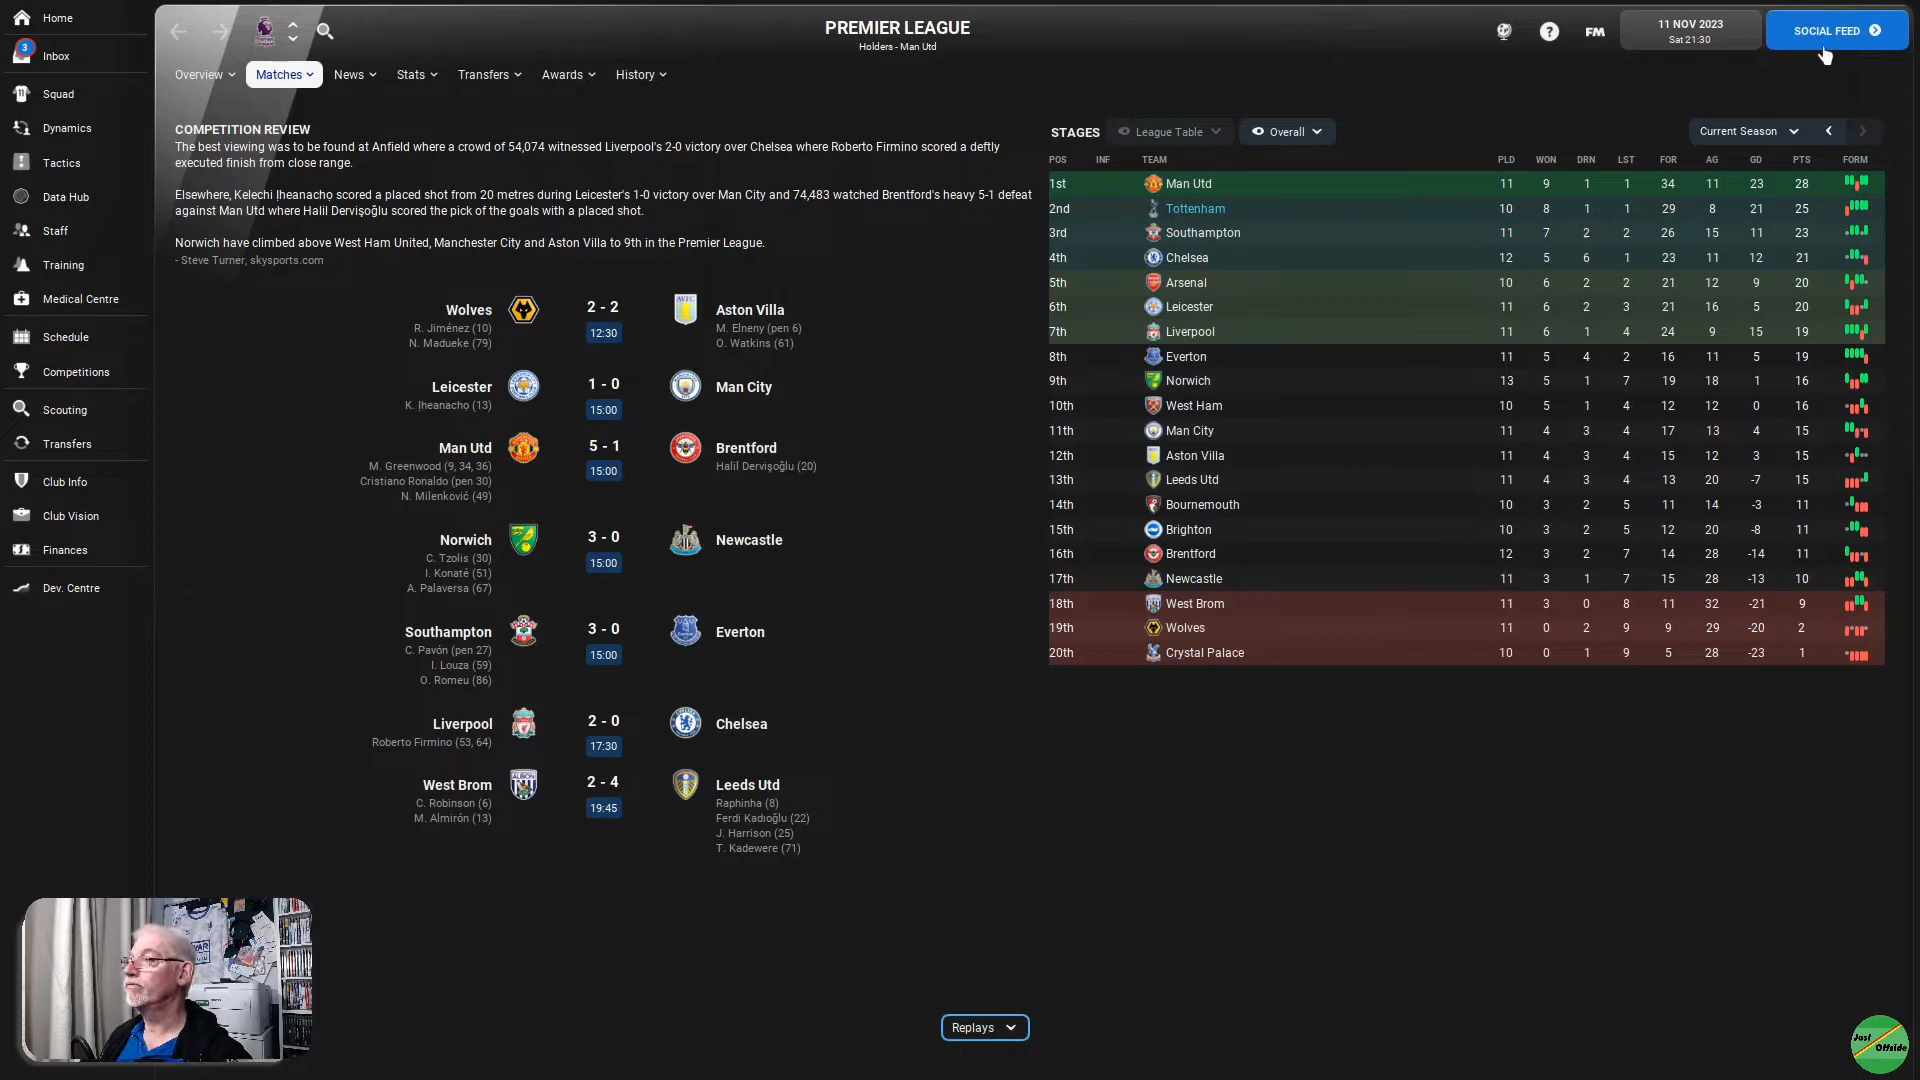 Home
3
Inbox
Squad
Dynamics
Tactics
Data Hub
Staff
Training
Medical Centre
Schedule
Competitions
Scouting
Transfers
Club Info
Club Vision
Finances
Dev. Centre
PREMIER LEAGUE
Holders - Man Utd
FM
11 NOV 2023
Sat 21:30
SOCIAL FEED
Overview Matches News Stats Transfers Awards History
COMPETITION REVIEW
The best viewing was to be found at Anfield where a crowd of 54,074 witnessed Liverpool's 2-0 victory over Chelsea where Roberto Firmino scored a deftly
executed finish from close range.
Elsewhere, Kelechi Ịheanachọ scored a placed shot from 20 metres during Leicester's 1-0 victory over Man City and 74,483 watched Brentford's heavy 5-1 defeat
against Man Utd where Halil Dervişoğlu scored the pick of the goals with a placed shot.
Norwich have climbed above West Ham United, Manchester City and Aston Villa to 9th in the Premier League.
- Steve Turner, skysports.com
Wolves 2 - 2 Aston Villa
R. Jiménez (10) 12:30 M. Elneny (pen 6)
N. Madueke (79) O. Watkins (61)
Leicester 1 - 0 Man City
K. Ịheanacho (13) 15:00
Man Utd 5 - 1 Brentford
M. Greenwood (9, 34, 36) 15:00 Halil Dervişoğlu (20)
Cristiano Ronaldo (pen 30)
N. Milenković (49)
Norwich 3 - 0 Newcastle
C. Tzolis (30) 15:00
I. Konaté (51)
A. Palaversa (67)
Southampton 3 - 0 Everton
C. Pavón (pen 27) 15:00
I. Louza (59)
O. Romeu (86)
Liverpool 2 - 0 Chelsea
Roberto Firmino (53, 64) 17:30
West Brom 2 - 4 Leeds Utd
C. Robinson (6) 19:45 Raphinha (8)
M. Almirón (13) Ferdi Kadıoğlu (22)
J. Harrison (25)
T. Kadewere (71)
Replays
STAGES League Table Overall Current Season
POS INF TEAM PLD WON DRN LST FOR AG GD PTS FORM
1st Man Utd 11 9 1 1 34 11 23 28
2nd Tottenham 10 8 1 1 29 8 21 25
3rd Southampton 11 7 2 2 26 15 11 23
4th Chelsea 12 5 6 1 23 11 12 21
5th Arsenal 10 6 2 2 21 12 9 20
6th Leicester 11 6 2 3 21 16 5 20
7th Liverpool 11 6 1 4 24 9 15 19
8th Everton 11 5 4 2 16 11 5 19
9th Norwich 13 5 1 7 19 18 1 16
10th West Ham 10 5 1 4 12 12 0 16
11th Man City 11 4 3 4 17 13 4 15
12th Aston Villa 11 4 3 4 15 12 3 15
13th Leeds Utd 11 4 3 4 13 20 -7 15
14th Bournemouth 10 3 2 5 11 14 -3 11
15th Brighton 10 3 2 5 12 20 -8 11
16th Brentford 12 3 2 7 14 28 -14 11
17th Newcastle 11 3 1 7 15 28 -13 10
18th West Brom 11 3 0 8 11 32 -21 9
19th Wolves 11 0 2 9 9 29 -20 2
20th Crystal Palace 10 0 1 9 5 28 -23 1
Just
Offside